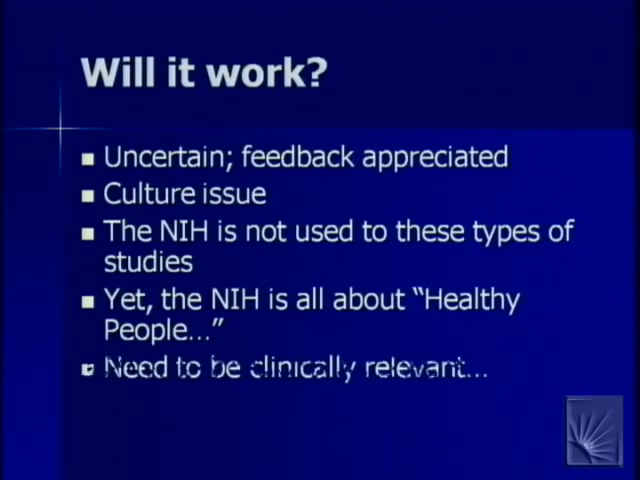 Will it work?
Uncertain; feedback appreciated
Culture issue
The NIH is not used to these types of
studies
Yet, the NIH is all about “Healthy
People...”
Need to be clinically relevant...